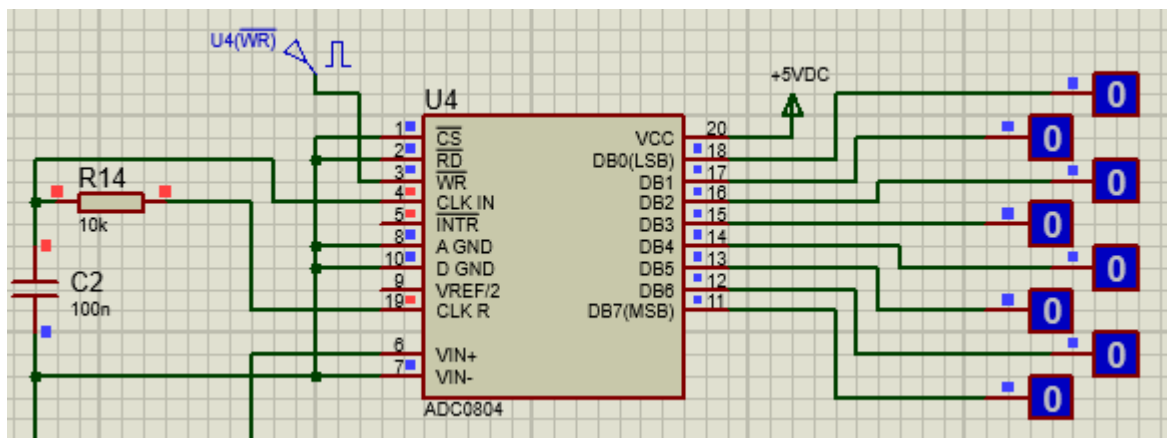 U4(WR)
+5VDC
U4
1 CS
2 RD
3 WR
4 CLK IN
5 INTR
8 A GND
10 D GND
9 VREF/2
19 CLK R
6 VIN+
7 VIN-
VCC 20
DB0(LSB) 18
DB1 17
DB2 16
DB3 15
DB4 14
DB5 13
DB6 12
DB7(MSB) 11
ADC0804
R14
10k
C2
100n
0
0
0
0
0
0
0
0